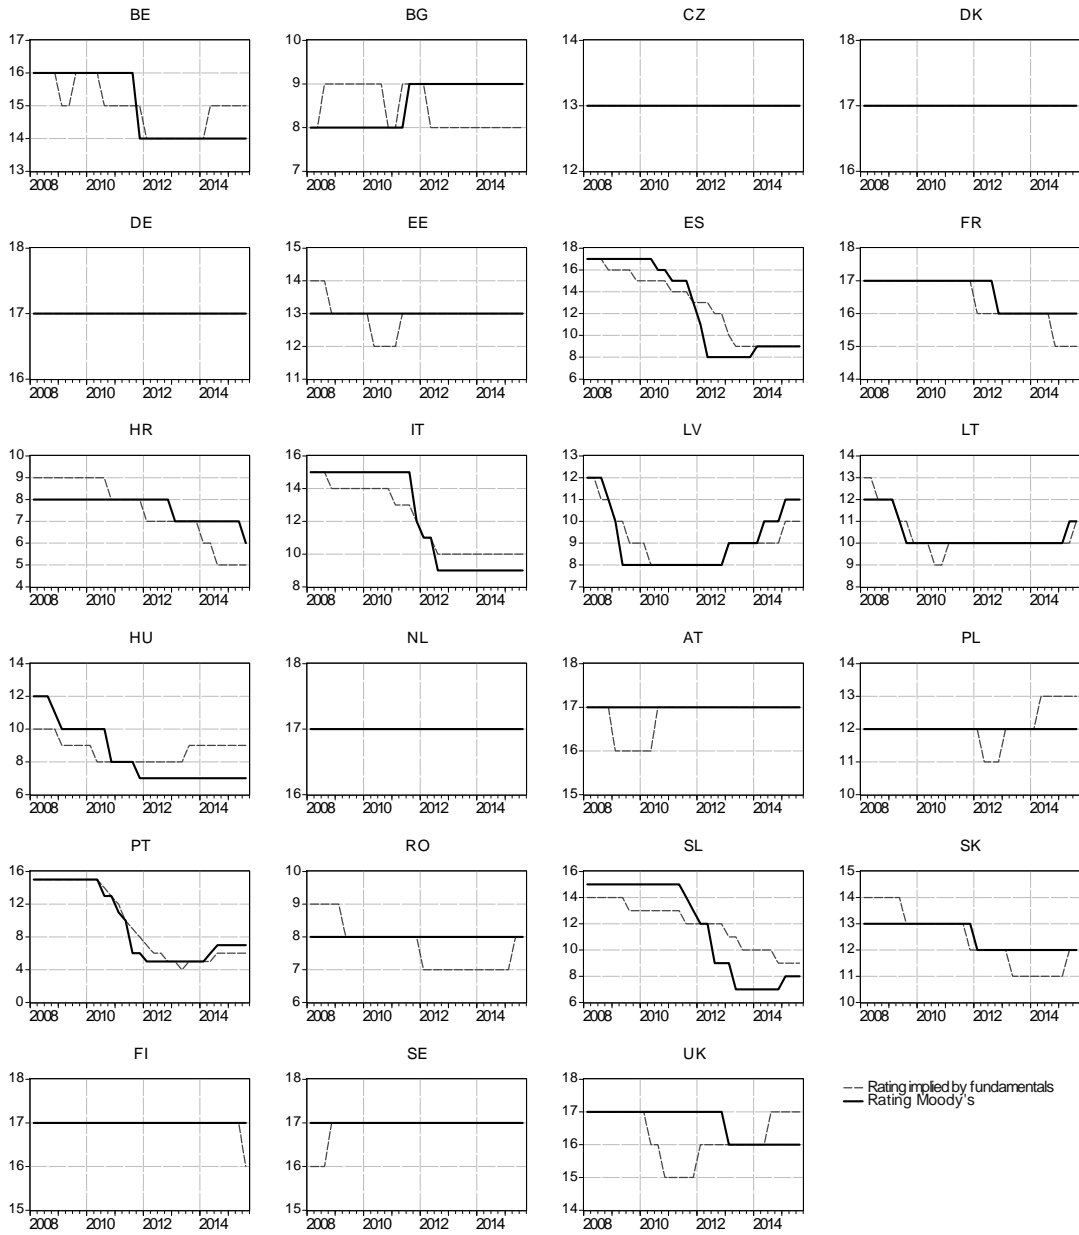 BE BG CZ DK
17 10 14 18
16
15 9
13 17
14 8
13 7 12 16
2008 2010 2012 2014 2008 2010 2012 2014 2008 2010 2012 2014 2008 2010 2012 2014
DE EE ES FR
18 15 18 18
16
14 14 17
17 13 12 16
10
12 8 15
16 11 6 14
2008 2010 2012 2014 2008 2010 2012 2014 2008 2010 2012 2014 2008 2010 2012 2014
HR IT LV LT
10 16 13 14
9 12 13
8 14 11 12
7 12 10 11
6 10 9 10
5 8 9
4 8 7 8
2008 2010 2012 2014 2008 2010 2012 2014 2008 2010 2012 2014 2008 2010 2012 2014
HU NL AT PL
14 18 18 14
12 17 13
10 17 12
8 16 11
6 16 15 10
2008 2010 2012 2014 2008 2010 2012 2014 2008 2010 2012 2014 2008 2010 2012 2014
PT RO SL SK
16 10 16 15
12 9 14 14
12 13
8 8 10 12
4 7 8 11
0 6 6 10
2008 2010 2012 2014 2008 2010 2012 2014 2008 2010 2012 2014 2008 2010 2012 2014
FI SE UK
18 18 18
17 17 17
16 16 16
15
15 15 14
2008 2010 2012 2014 2008 2010 2012 2014 2008 2010 2012 2014
Rating implied by fundamentals
Rating Moody's